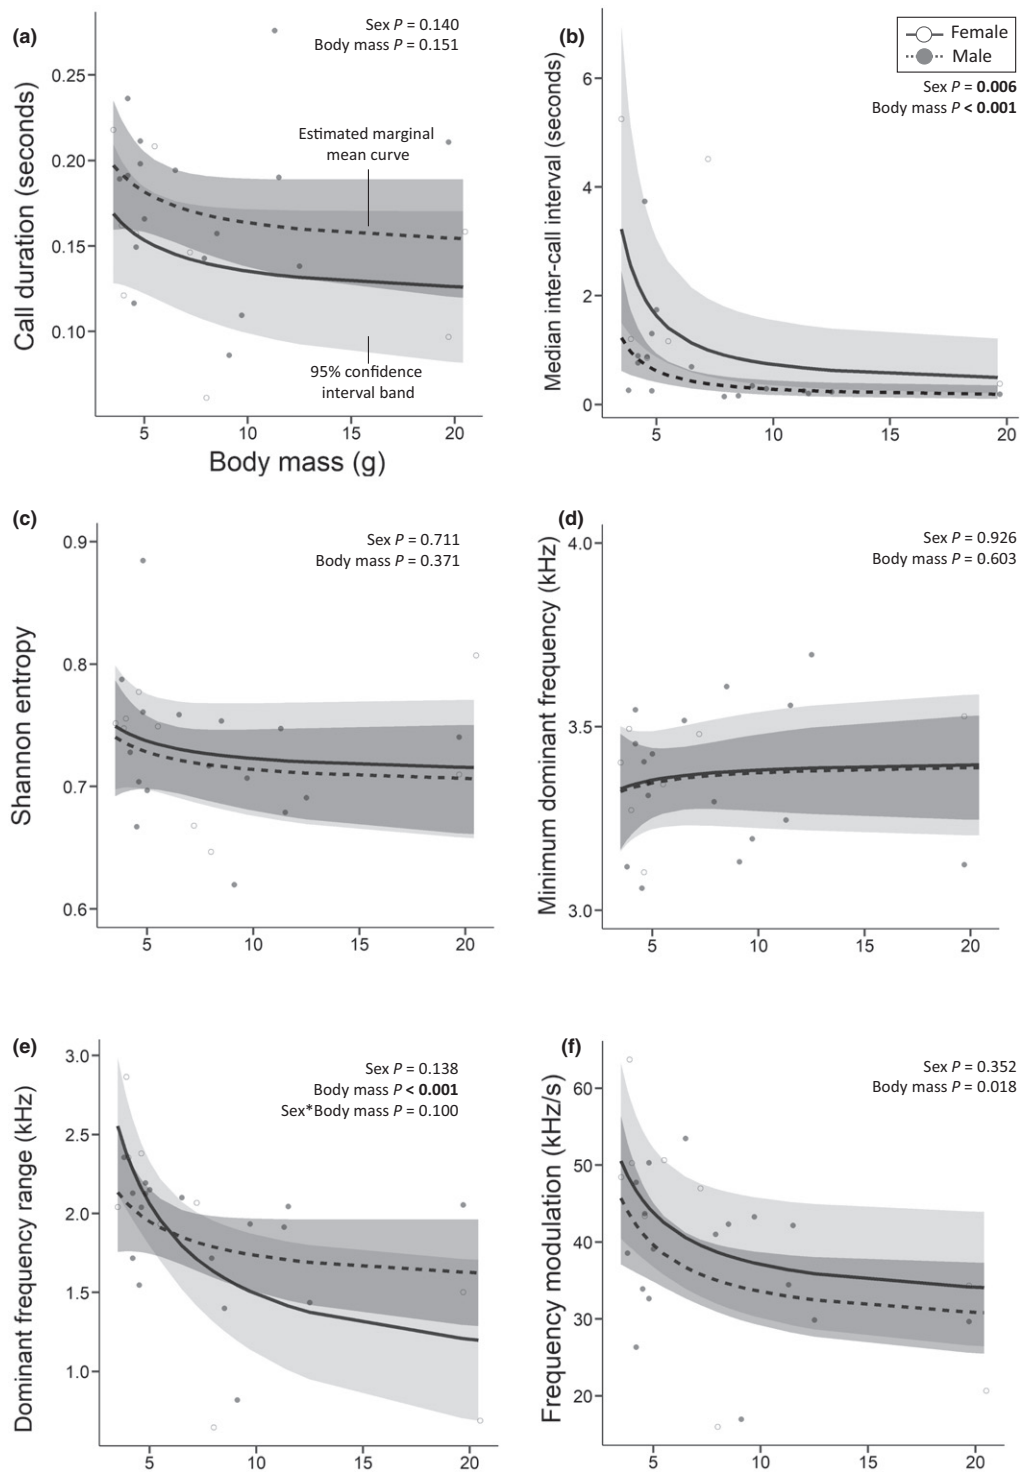 (a)
Sex P = 0.140
Body mass P = 0.151
Call duration (seconds)
0.25
0.20
0.15
0.10
Estimated marginal
mean curve
95% confidence
interval band
5
10
15
20
Body mass (g)
(b)
Female
Male
Sex P = 0.006
Body mass P < 0.001
Median inter-call interval (seconds)
6
4
2
0
5
10
15
20
(c)
Sex P = 0.711
Body mass P = 0.371
Shannon entropy
0.9
0.8
0.7
0.6
5
10
15
20
(d)
Sex P = 0.926
Body mass P = 0.603
Minimum dominant frequency (kHz)
4.0
3.5
3.0
5
10
15
20
(e)
Sex P = 0.138
Body mass P < 0.001
Sex*Body mass P = 0.100
Dominant frequency range (kHz)
3.0
2.5
2.0
1.5
1.0
5
10
15
20
(f)
Sex P = 0.352
Body mass P = 0.018
Frequency modulation (kHz/s)
60
50
40
30
20
5
10
15
20